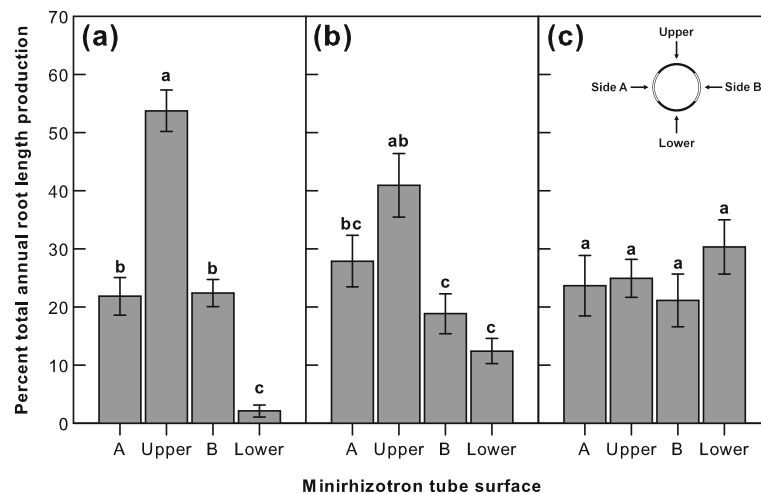 Percent total annual root length production
70
60
50
40
30
20
10
0
(a)
b
a
b
c
A Upper B Lower
(b)
bc
ab
c
c
A Upper B Lower
(c)
Upper
Side A
Side B
Lower
a
a
a
a
A Upper B Lower
Minirhizotron tube surface